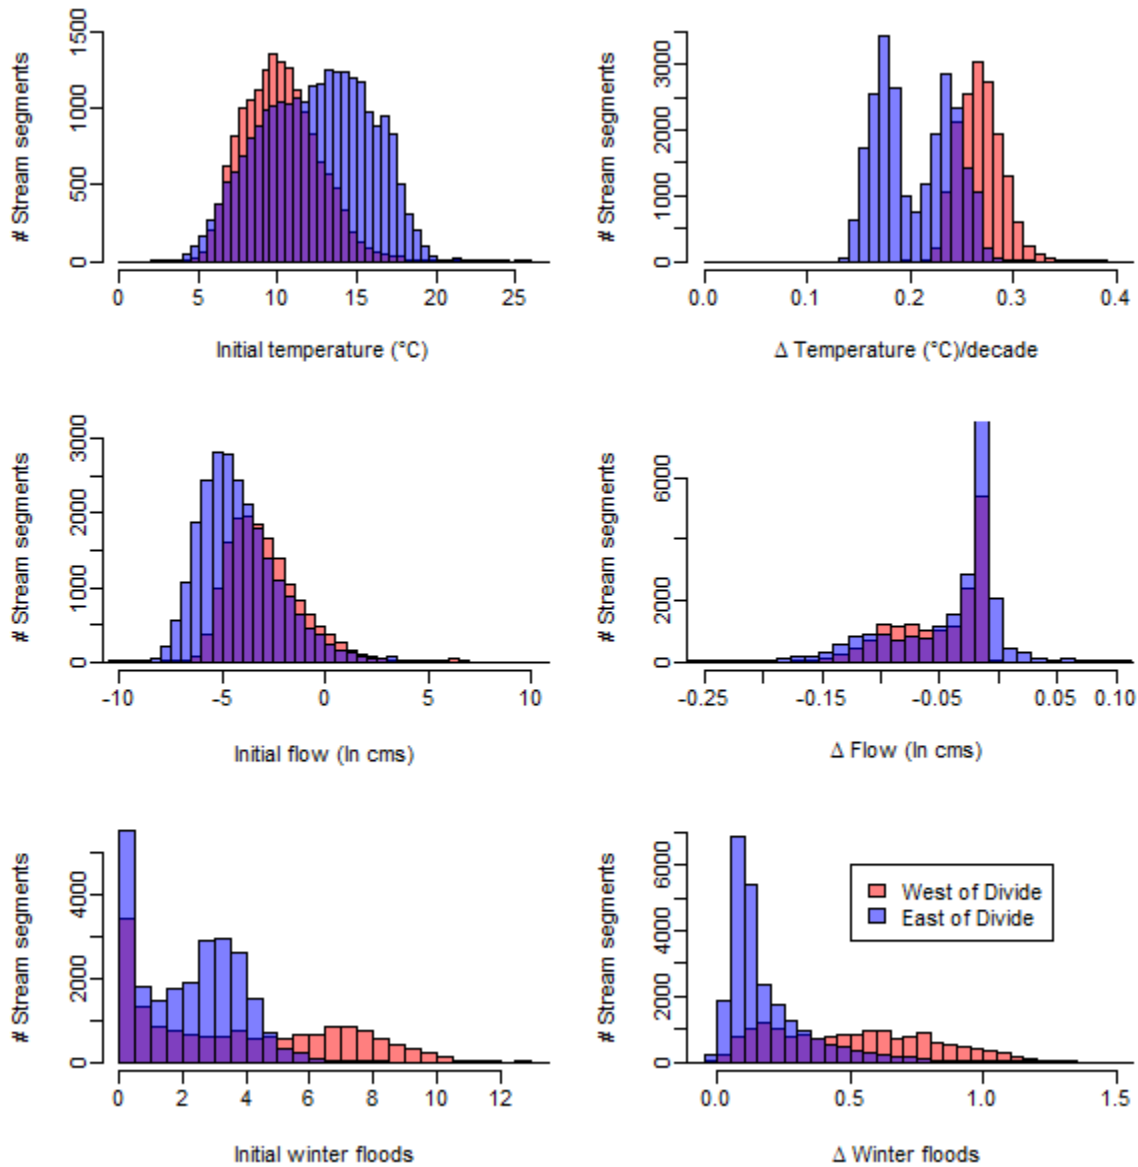 # Stream segments
0 500 1000 1500
0 5 10 15 20 25
Initial temperature (°C)
# Stream segments
0 1000 2000 3000
0.0 0.1 0.2 0.3 0.4
Δ Temperature (°C)/decade
# Stream segments
0 1000 2000 3000
-10 -5 0 5 10
Initial flow (ln cms)
# Stream segments
0 2000 6000
-0.25 -0.15 -0.05 0.05 0.10
Δ Flow (ln cms)
# Stream segments
0 2000 4000
0 2 4 6 8 10 12
Initial winter floods
# Stream segments
0 2000 4000 6000
West of Divide
East of Divide
0.0 0.5 1.0 1.5
Δ Winter floods